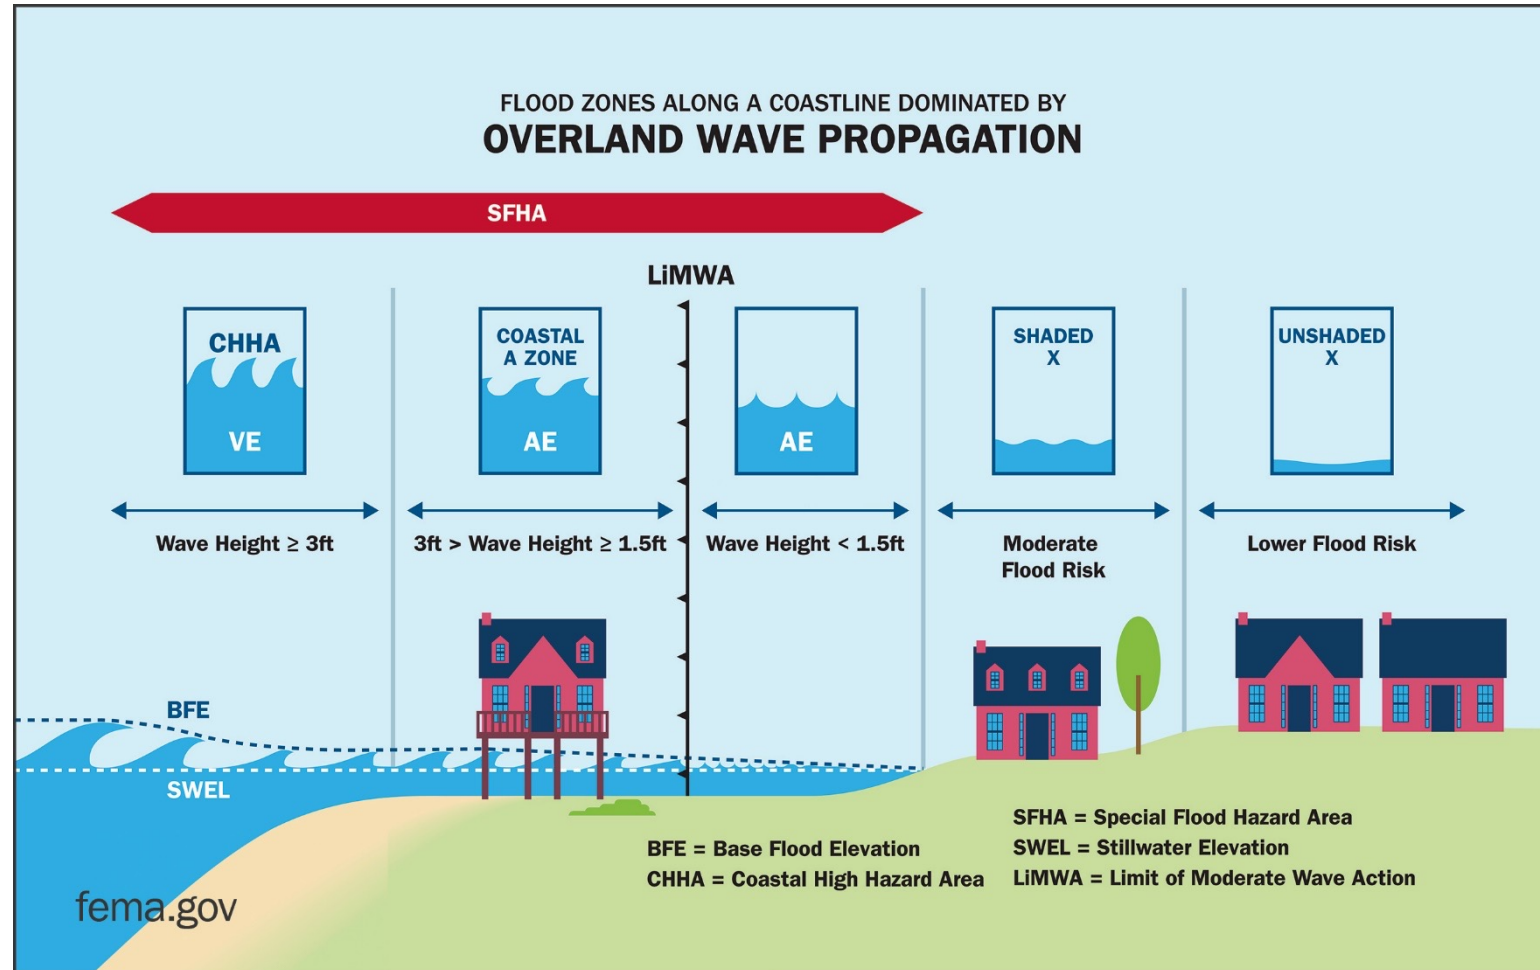 FLOOD ZONES ALONG A COASTLINE DOMINATED BY
OVERLAND WAVE PROPAGATION
SFHA
LiMWA
CHHA
VE
COASTAL
A ZONE
AE
AE
SHADED
X
UNSHADED
X
Wave Height ≥ 3ft
3ft > Wave Height ≥ 1.5ft
Wave Height < 1.5ft
Moderate
Flood Risk
Lower Flood Risk
BFE
SWEL
BFE = Base Flood Elevation
CHHA = Coastal High Hazard Area
SFHA = Special Flood Hazard Area
SWEL = Stillwater Elevation
LiMWA = Limit of Moderate Wave Action
fema.gov